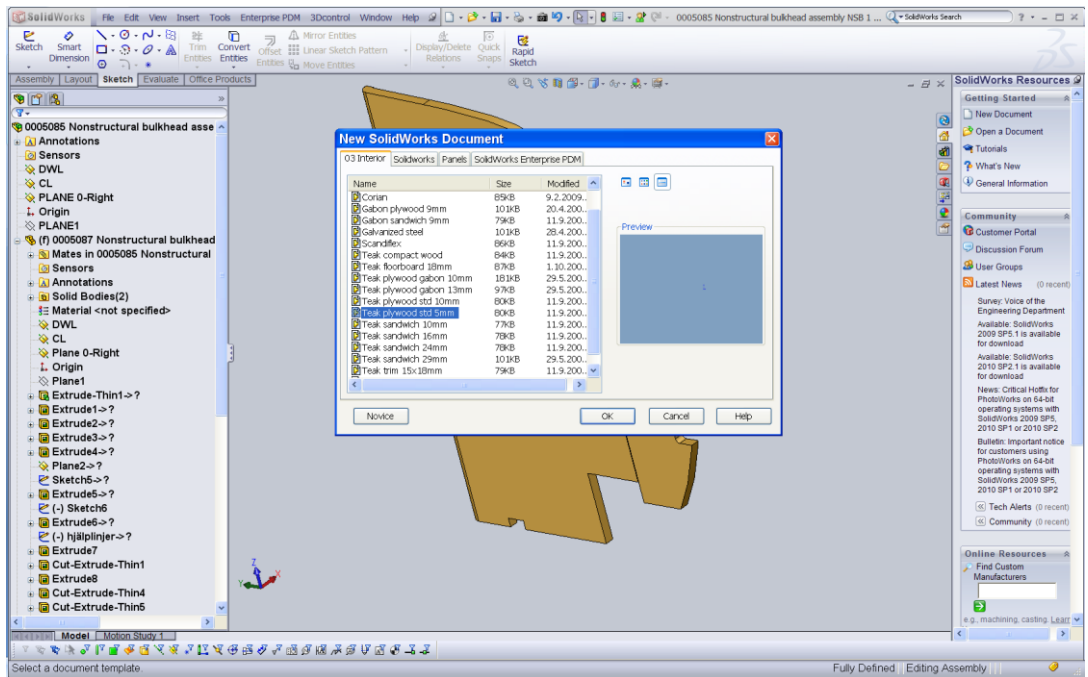 SolidWorks File Edit View Insert Tools Enterprise PDM 3Dcontrol Window Help 0005085 Nonstructural bulkhead assembly NSB 1 ... SolidWorks Search
Sketch Smart Dimension Trim Entities Convert Entities Offset Entities Mirror Entities Linear Sketch Pattern Move Entities Display/Delete Relations Quick Snaps Rapid Sketch
Assembly Layout Sketch Evaluate Office Products
0005085 Nonstructural bulkhead asse
Annotations
Sensors
DWL
CL
PLANE 0-Right
Origin
PLANE1
(f) 0005087 Nonstructural bulkhead
Mates in 0005085 Nonstructural
Sensors
Annotations
Solid Bodies(2)
Material <not specified>
DWL
CL
Plane 0-Right
Origin
Plane1
Extrude-Thin1->?
Extrude1->?
Extrude2->?
Extrude3->?
Extrude4->?
Plane2->?
Sketch5->?
Extrude5->?
(-) Sketch6
Extrude6->?
(-) hjälplinjer->?
Extrude7
Cut-Extrude-Thin1
Extrude8
Cut-Extrude-Thin4
Cut-Extrude-Thin5
Model Motion Study 1
Select a document template.
New SolidWorks Document
03 Interior Solidworks Panels SolidWorks Enterprise PDM
Name Size Modified
Corian 85KB 9.2.2009...
Gabon plywood 9mm 101KB 20.4.200...
Gabon sandwich 9mm 79KB 11.9.200...
Galvanized steel 101KB 28.4.200...
Scandiflex 86KB 11.9.200...
Teak compact wood 84KB 11.9.200...
Teak floorboard 18mm 87KB 1.10.200...
Teak plywood gabon 10mm 181KB 29.5.200...
Teak plywood gabon 13mm 97KB 29.5.200...
Teak plywood std 10mm 80KB 11.9.200...
Teak plywood std 5mm 80KB 11.9.200...
Teak sandwich 10mm 77KB 11.9.200...
Teak sandwich 16mm 78KB 11.9.200...
Teak sandwich 24mm 78KB 11.9.200...
Teak sandwich 29mm 101KB 29.5.200...
Teak trim 15x18mm 79KB 11.9.200...
Preview
Novice OK Cancel Help
Z
Y X
SolidWorks Resources
Getting Started
New Document
Open a Document
Tutorials
What's New
General Information
Community
Customer Portal
Discussion Forum
User Groups
Latest News (0 recent)
Survey: Voice of the
Engineering Department
Available: SolidWorks
2009 SP5.1 is available
for download
Available: SolidWorks
2010 SP2.1 is available
for download
News: Critical Hotfix for
PhotoWorks on 64-bit
operating systems with
SolidWorks 2009 SP5,
2010 SP1 or 2010 SP2
Bulletin: Important notice
for customers using
PhotoWorks on 64-bit
operating systems with
SolidWorks 2009 SP5,
2010 SP1 or 2010 SP2
Tech Alerts (0 recent)
Community (0 recent)
Online Resources
Find Custom
Manufacturers
e.g., machining, casting. Learn
Fully Defined Editing Assembly